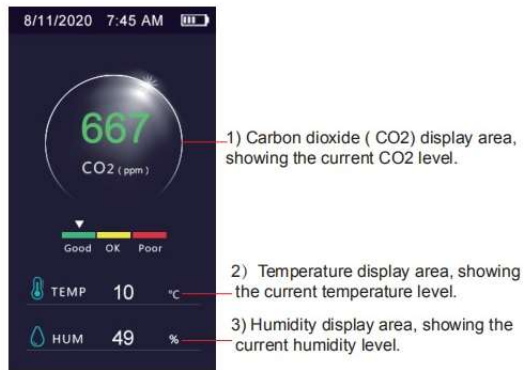 8/11/2020 7:45 AM
667
CO2 (ppm)
1) Carbon dioxide ( CO2) display area,
showing the current CO2 level.
Good OK Poor
TEMP 10 °C
2) Temperature display area, showing
the current temperature level.
HUM 49 %
3) Humidity display area, showing the
current humidity level.